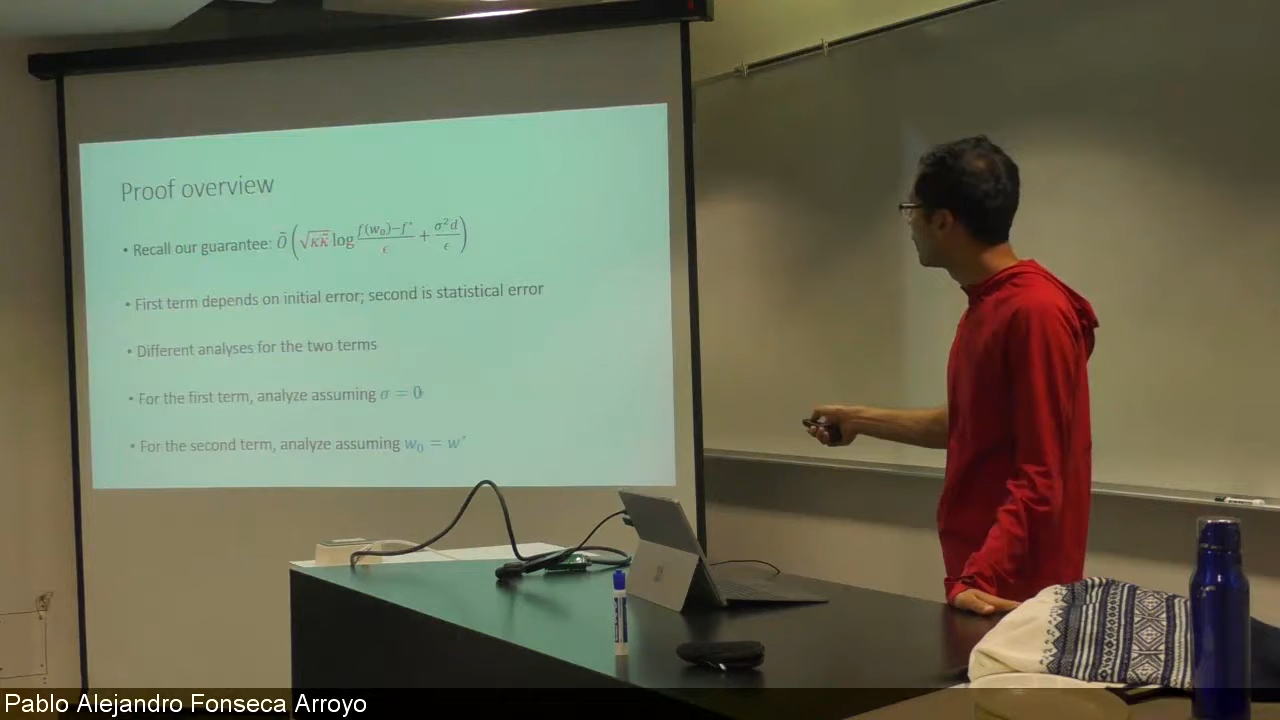 Proof overview
• Recall our guarantee: Õ(√κκ̃ log (f(w₀)−f*)/ϵ + σ²d/ϵ)
• First term depends on initial error; second is statistical error
• Different analyses for the two terms
• For the first term, analyze assuming σ = 0
• For the second term, analyze assuming w₀ = w*
Pablo Alejandro Fonseca Arroyo